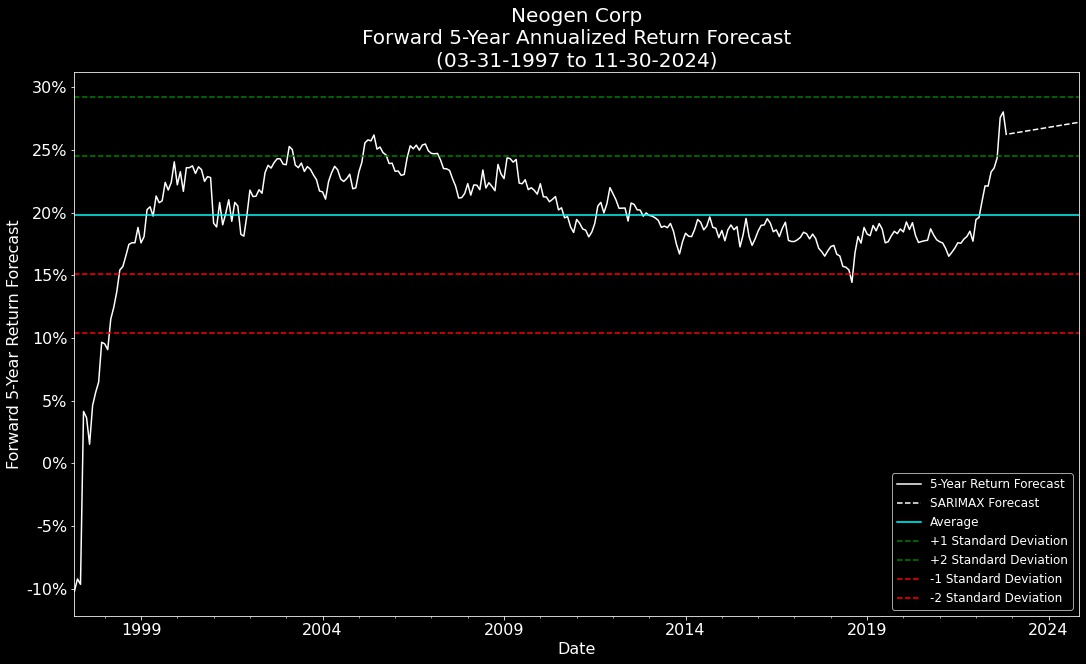 Neogen Corp
Forward 5-Year Annualized Return Forecast
(03-31-1997 to 11-30-2024)
Forward 5-Year Return Forecast
30%
25%
20%
15%
10%
5%
0%
-5%
-10%
5-Year Return Forecast
SARIMAX Forecast
Average
+1 Standard Deviation
+2 Standard Deviation
-1 Standard Deviation
-2 Standard Deviation
1999
2004
2009
2014
2019
2024
Date